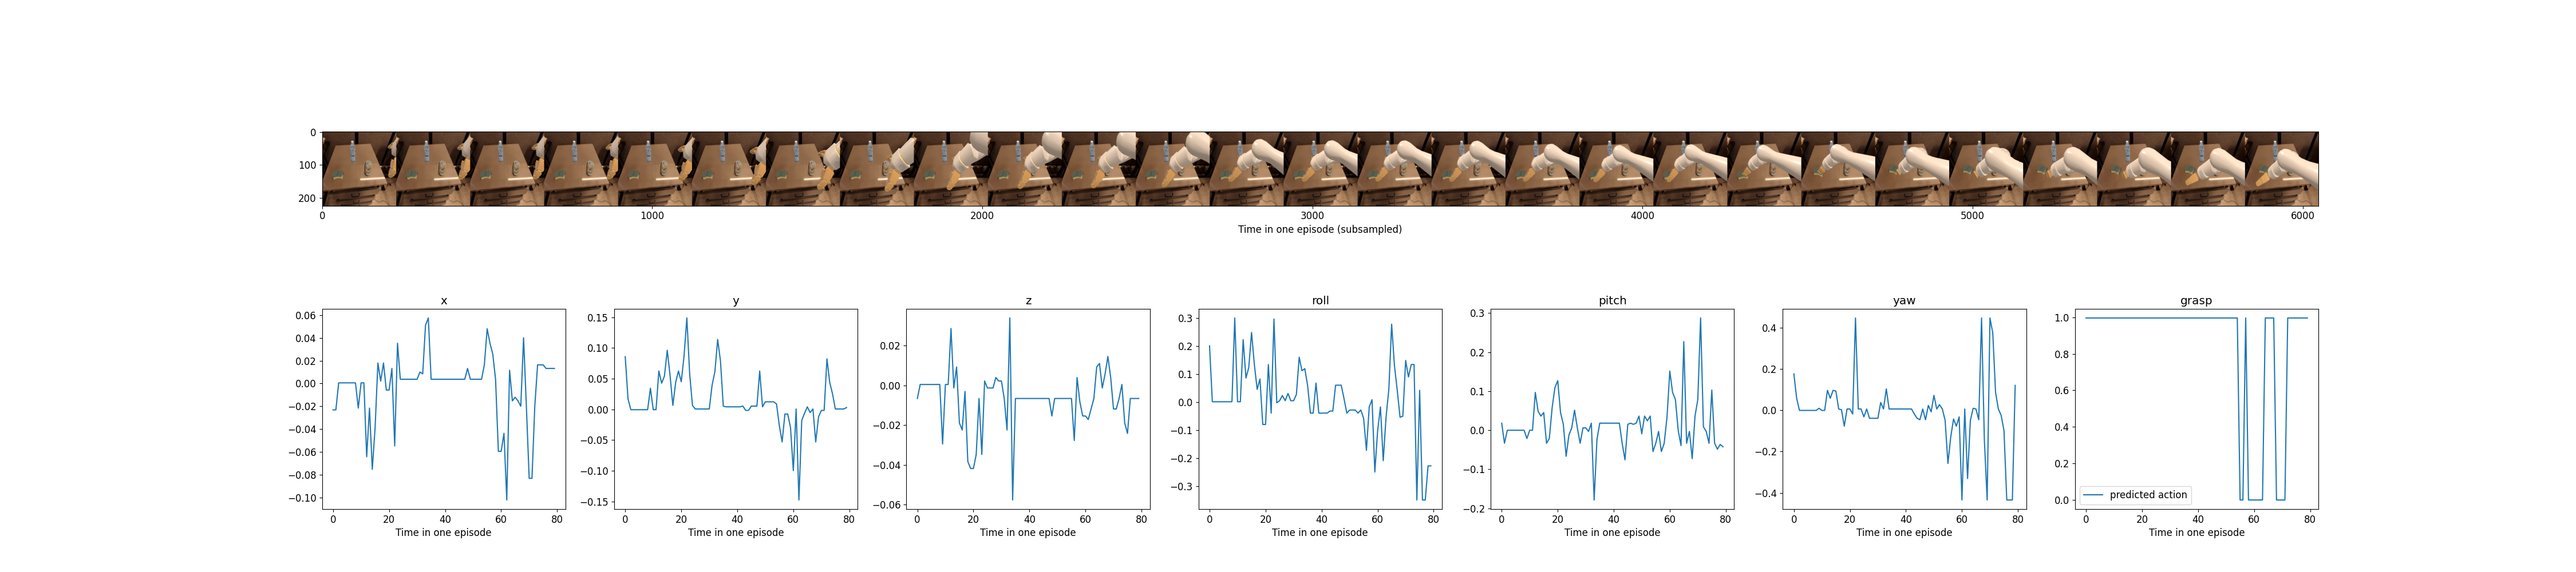 0
100
200
0 1000 2000 3000 4000 5000 6000
Time in one episode (subsampled)
x
0.06
0.04
0.02
0.00
−0.02
−0.04
−0.06
−0.08
−0.10
0 20 40 60 80
Time in one episode
y
0.15
0.10
0.05
0.00
−0.05
−0.10
−0.15
0 20 40 60 80
Time in one episode
z
0.02
0.00
−0.02
−0.04
−0.06
0 20 40 60 80
Time in one episode
roll
0.3
0.2
0.1
0.0
−0.1
−0.2
−0.3
0 20 40 60 80
Time in one episode
pitch
0.3
0.2
0.1
0.0
−0.1
−0.2
0 20 40 60 80
Time in one episode
yaw
0.4
0.2
0.0
−0.2
−0.4
0 20 40 60 80
Time in one episode
grasp
1.0
0.8
0.6
0.4
0.2
0.0
predicted action
0 20 40 60 80
Time in one episode